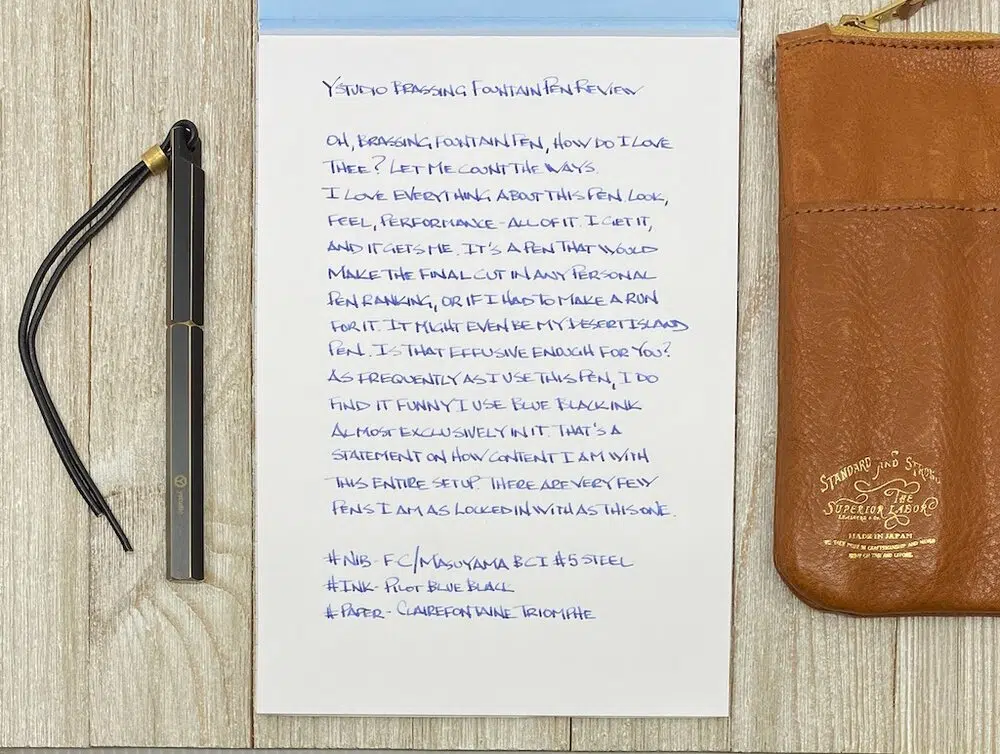 YSTUDIO BRASSING FOUNTAIN PEN REVIEW
OH, BRASSING FOUNTAIN PEN, HOW DO I LOVE
THEE? LET ME COUNT THE WAYS.
I LOVE EVERYTHING ABOUT THIS PEN. LOOK,
FEEL, PERFORMANCE - ALL OF IT. I GET IT,
AND IT GETS ME. IT'S A PEN THAT WOULD
MAKE THE FINAL CUT IN ANY PERSONAL
PEN RANKING, OR IF I HAD TO MAKE A RUN
FOR IT. IT MIGHT EVEN BE MY DESERT ISLAND
PEN. IS THAT EFFUSIVE ENOUGH FOR YOU?
AS FREQUENTLY AS I USE THIS PEN, I DO
FIND IT FUNNY I USE BLUE BLACK INK
ALMOST EXCLUSIVELY IN IT. THAT'S A
STATEMENT ON HOW CONTENT I AM WITH
THIS ENTIRE SETUP. THERE ARE VERY FEW
PENS I AM AS LOCKED IN WITH AS THIS ONE.
#NIB - F-C/MASUYAMA BCI #5 STEEL
#INK - PILOT BLUE BLACK
#PAPER - CLAIREFONTAINE TRIOMPHE
ystudio
STANDARD AND STRONG
THE
SUPERIOR LABOR
MADE IN JAPAN